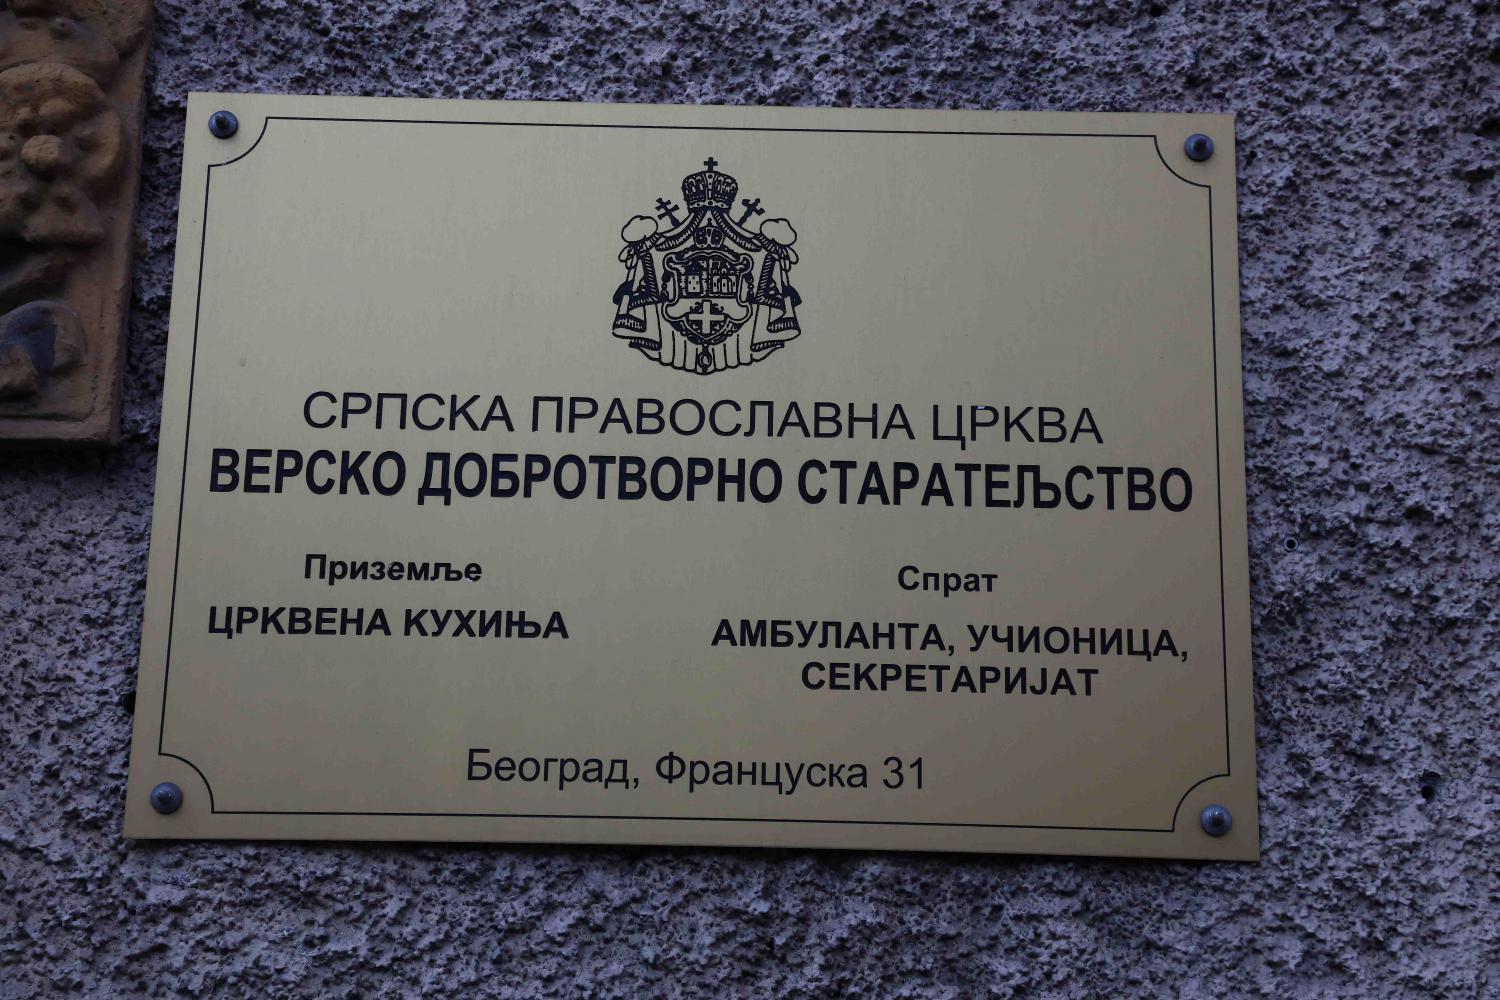 СРПСКА ПРАВОСЛАВНА ЦРКВА
ВЕРСКО ДОБРОТВОРНО СТАРАТЕЉСТВО
Приземље
ЦРКВЕНА КУХИЊА
Спрат
АМБУЛАНТА, УЧИОНИЦА,
СЕКРЕТАРИЈАТ
Београд, Француска 31